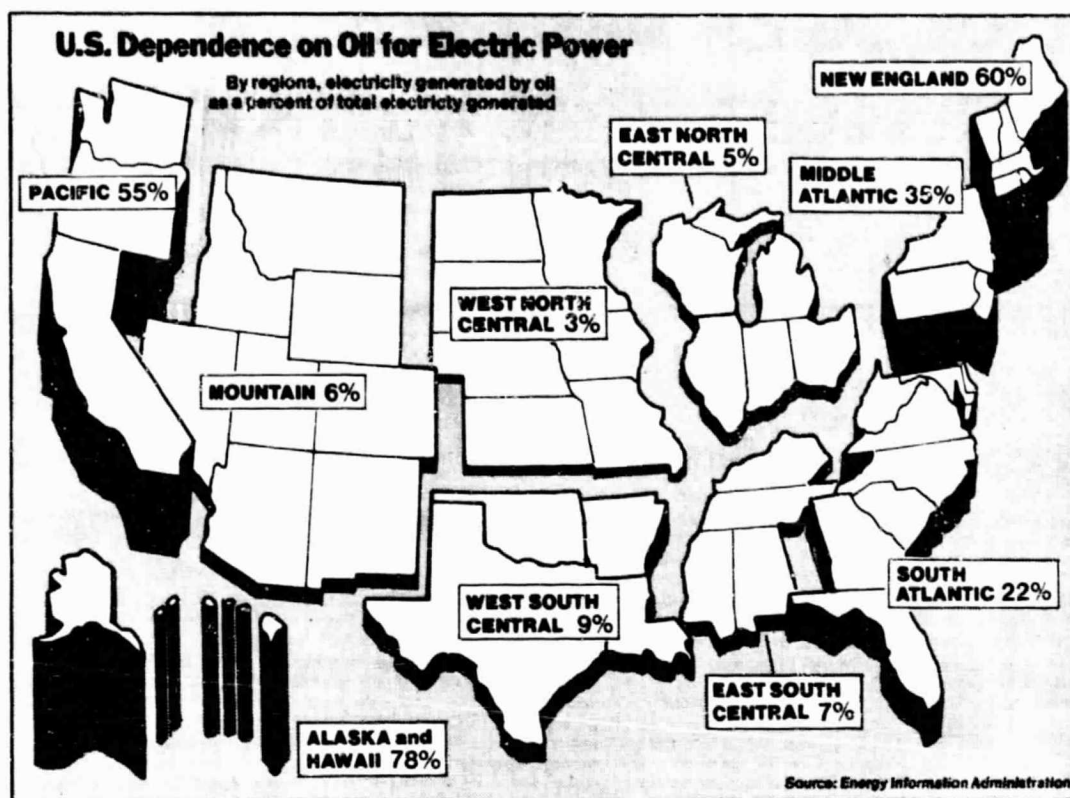 U.S. Dependence on Oil for Electric Power
By regions, electricity generated by oil
as a percent of total electricty gonerated
NEW ENGLAND 60%
EAST NORTH
CENTRAL 5%
MIDDLE
ATLANTIC 35%
PACIFIC 55%
WEST NORTH
CENTRAL 3%
MOUNTAIN 6%
WEST SOUTH
CENTRAL 9%
SOUTH
ATLANTIC 22%
EAST SOUTH
CENTRAL 7%
ALASKA and
HAWAII 78%
Source: Energy Information Administration